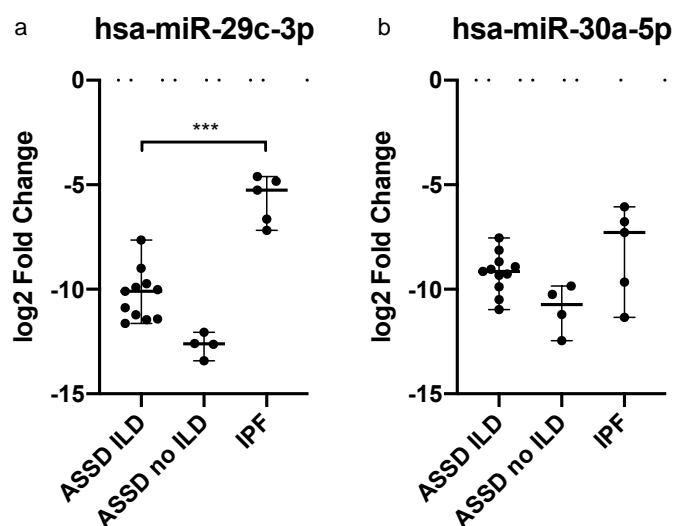 a
hsa-miR-29c-3p
log2 Fold Change
0
-5
-10
-15
***
ASSD ILD
ASSD no ILD
IPF
b
hsa-miR-30a-5p
log2 Fold Change
0
-5
-10
-15
ASSD ILD
ASSD no ILD
IPF